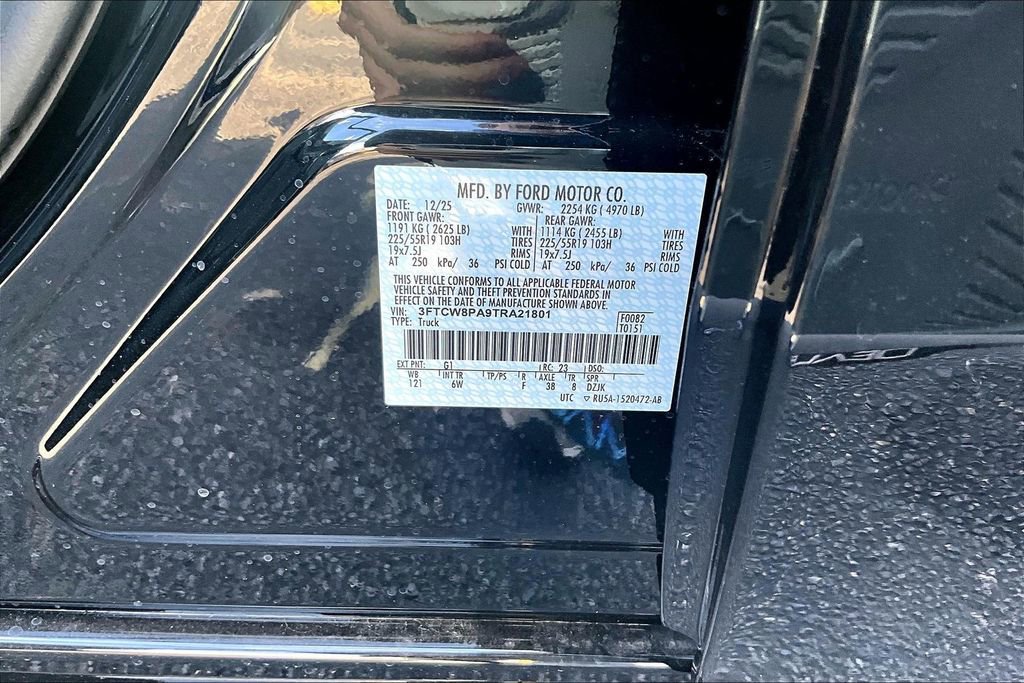 MFD. BY FORD MOTOR CO.
DATE: 12/25 GVWR: 2254 KG ( 4970 LB)
FRONT GAWR: REAR GAWR:
1191 KG ( 2625 LB) WITH 1114 KG ( 2455 LB) WITH
225/55R19 103H TIRES 225/55R19 103H TIRES
19x7.5J RIMS 19x7.5J RIMS
AT 250 kPa/ 36 PSI COLD AT 250 kPa/ 36 PSI COLD
THIS VEHICLE CONFORMS TO ALL APPLICABLE FEDERAL MOTOR
VEHICLE SAFETY AND THEFT PREVENTION STANDARDS IN
EFFECT ON THE DATE OF MANUFACTURE SHOWN ABOVE.
VIN: 3FTCW8PA9TRA21801 F0082
TYPE: Truck T0151
EXT PNT: G1 RC: 23 DSO:
WB INT TR TP/PS R AXLE TR SPR
121 6W F 38 8 DZJK
UTC ▽ RU5A-1520472-AB